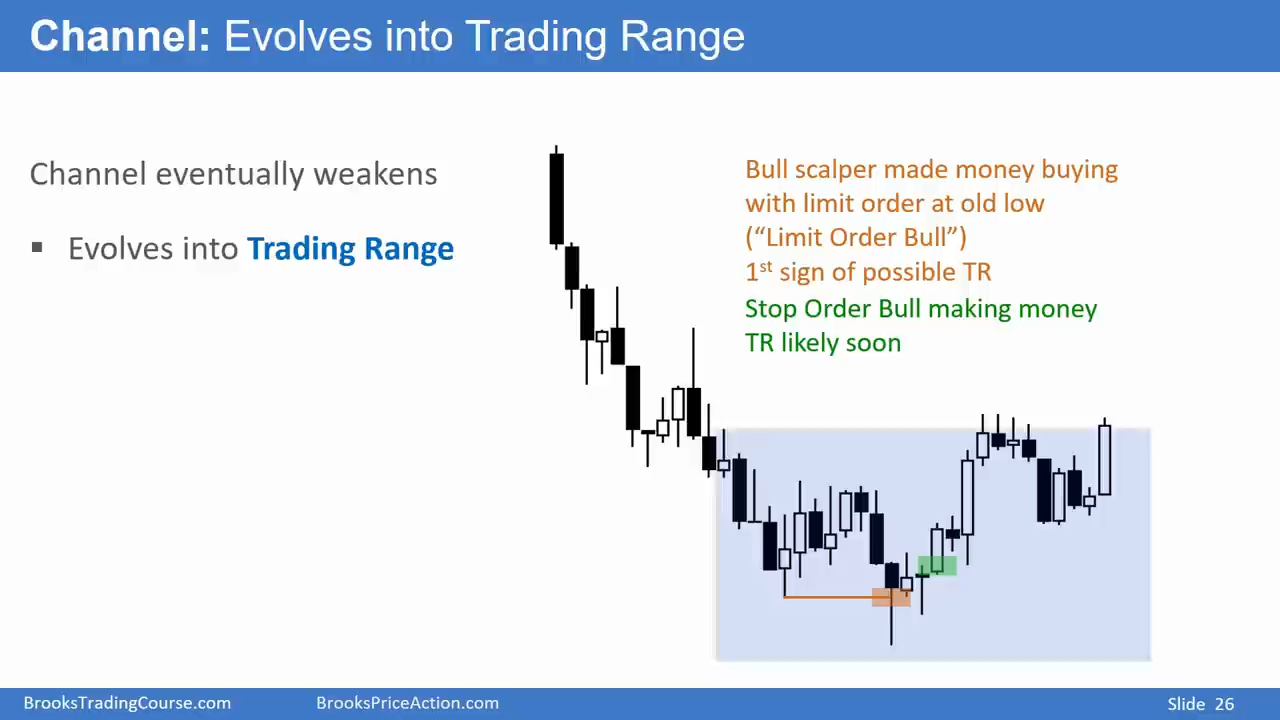 Channel: Evolves into Trading Range
Channel eventually weakens
▪ Evolves into Trading Range
Bull scalper made money buying
with limit order at old low
(“Limit Order Bull”)
1st sign of possible TR
Stop Order Bull making money
TR likely soon
BrooksTradingCourse.com
BrooksPriceAction.com
Slide 26